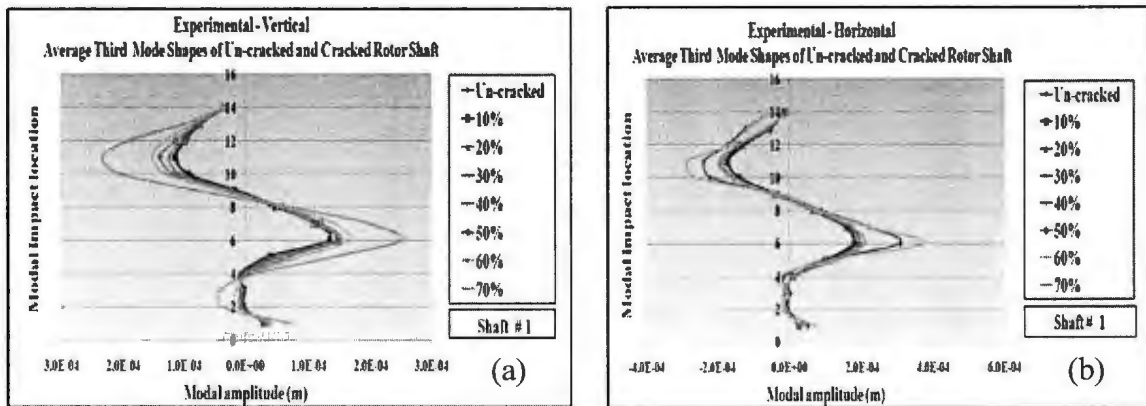 Experimental - Vertical
Average Third Mode Shapes of Un-cracked and Cracked Rotor Shaft
16
14
12
10
8
6
4
2
0
Modal Impact location
3.0E-04 2.0E-04 1.0E-04 0.0E+00 1.0E-04 2.0E-04 3.0E-04
Modal amplitude (m)
Un-cracked
10%
20%
30%
40%
50%
60%
70%
Shaft # 1
(a)
Experimental - Horizontal
Average Third Mode Shapes of Un-cracked and Cracked Rotor Shaft
16
14
12
10
8
6
4
2
0
Modal Impact location
-4.0E-04 -2.0E-04 0.0E+00 2.0E-04 4.0E-04 6.0E-04
Modal amplitude (m)
Un-cracked
10%
20%
30%
40%
50%
60%
70%
Shaft # 1
(b)